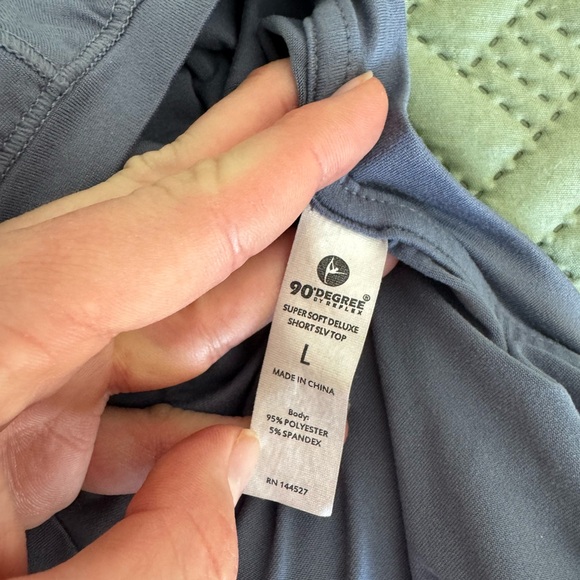 90°DEGREE®
BY REFLEX
SUPER SOFT DELUXE
SHORT SLV TOP
L
MADE IN CHINA
Body:
95% POLYESTER
5% SPANDEX
RN 144527